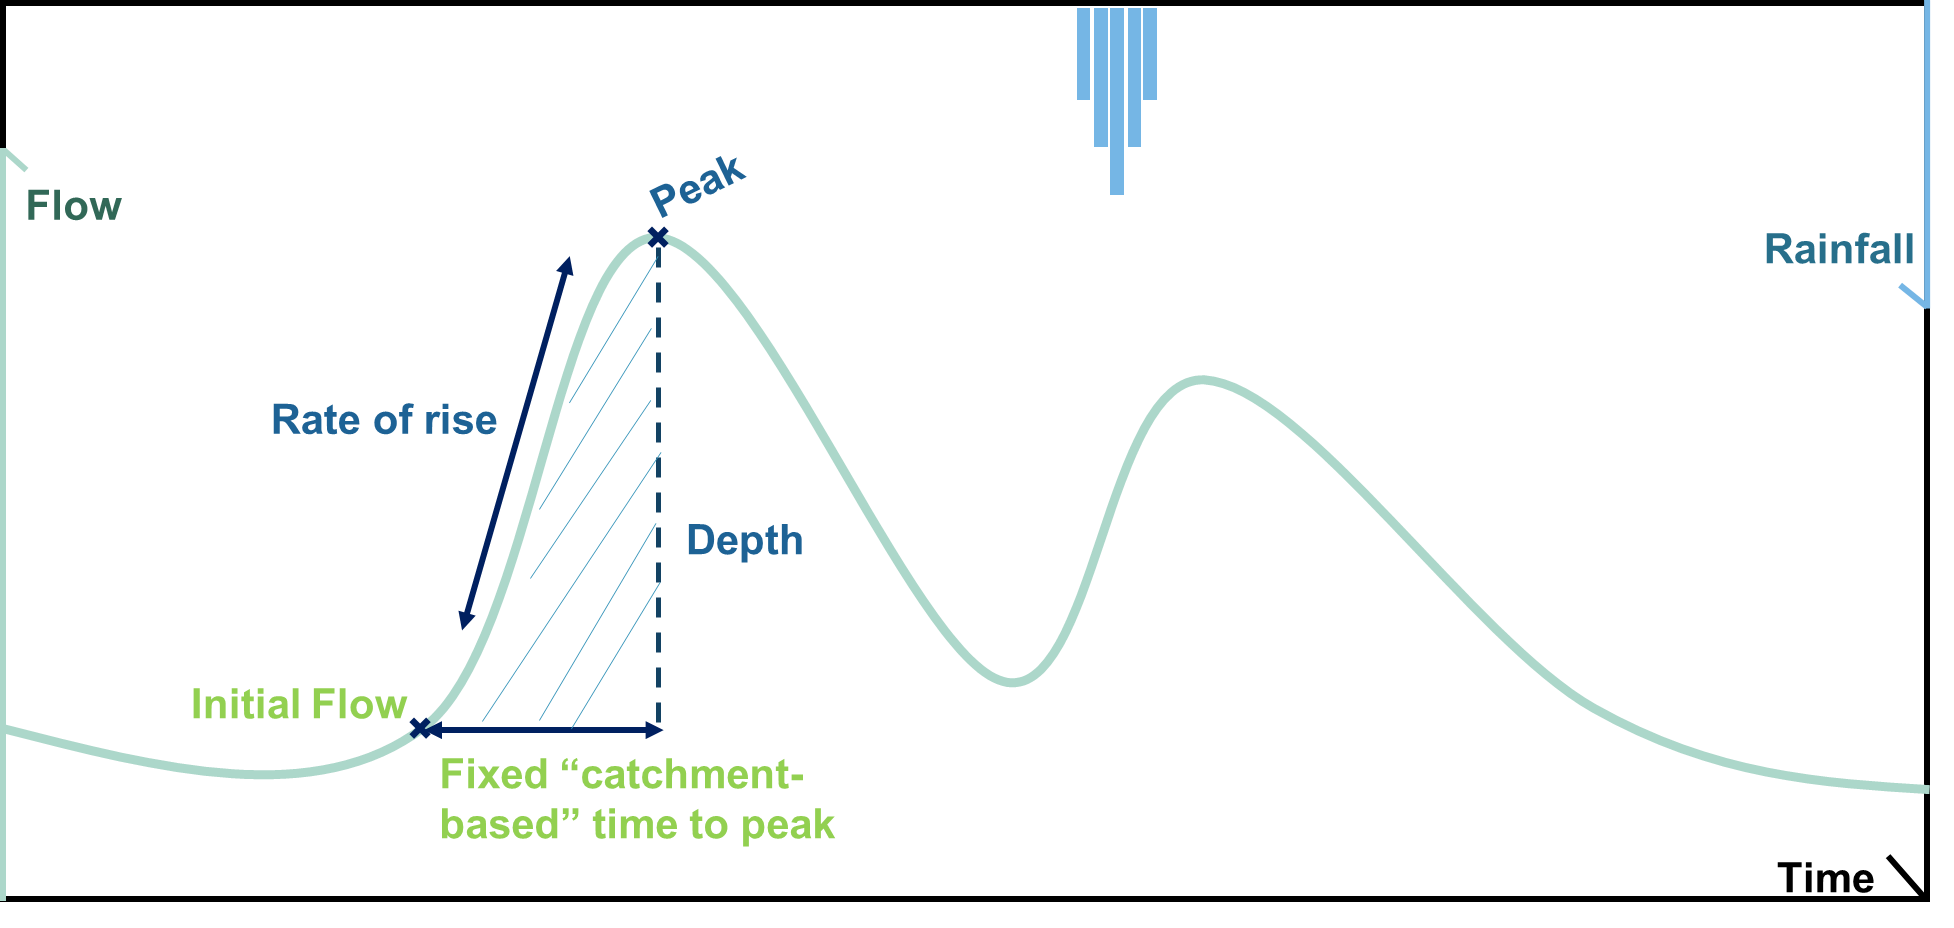 Peak
Flow
Rainfall
Rate of rise
Depth
Initial Flow
Fixed “catchment-
based” time to peak
Time